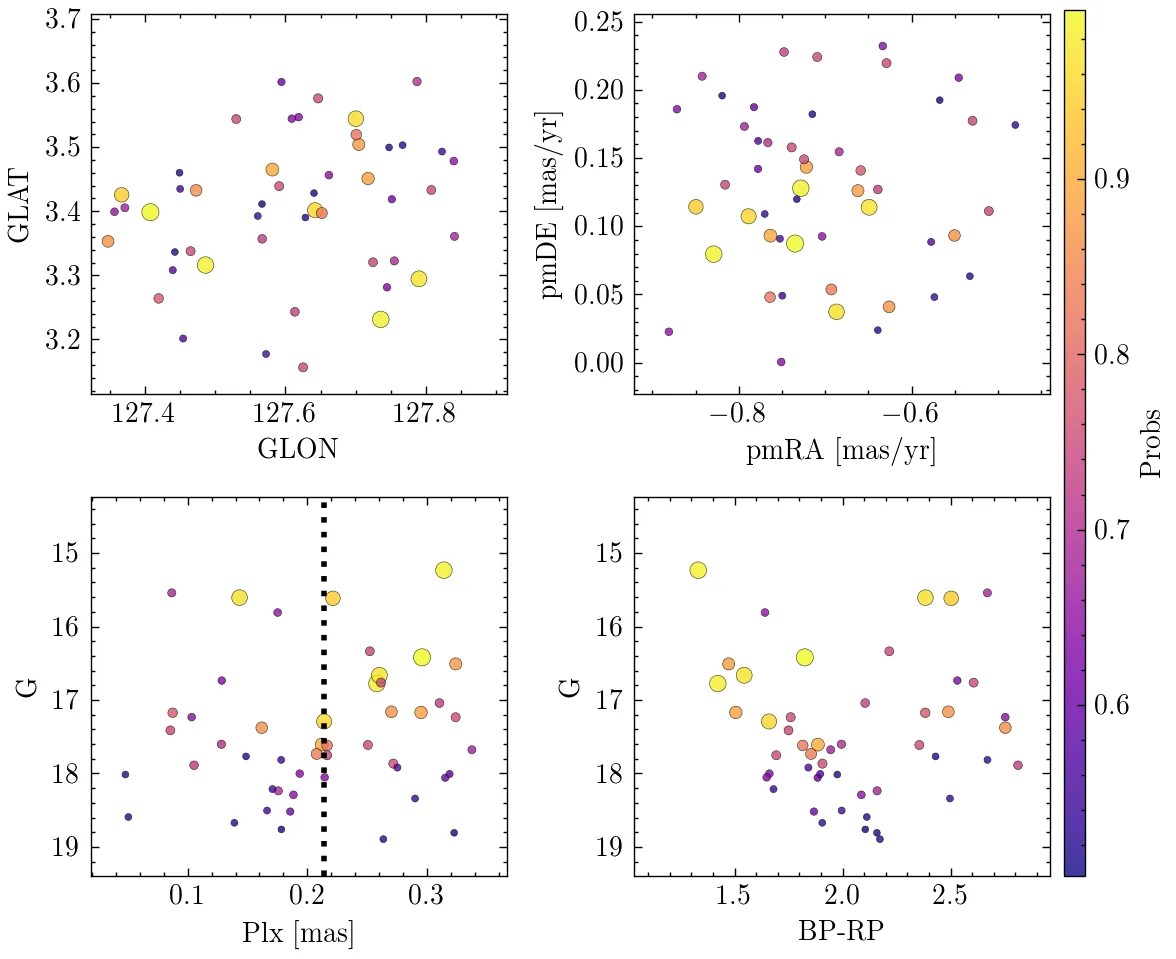 3.7
3.6
3.5
3.4
3.3
3.2
GLAT
127.4 127.6 127.8
GLON
0.25
0.20
0.15
0.10
0.05
0.00
pmDE [mas/yr]
−0.8 −0.6
pmRA [mas/yr]
15
16
17
18
19
G
0.1 0.2 0.3
Plx [mas]
15
16
17
18
19
G
1.5 2.0 2.5
BP-RP
0.9
0.8
0.7
0.6
Probs